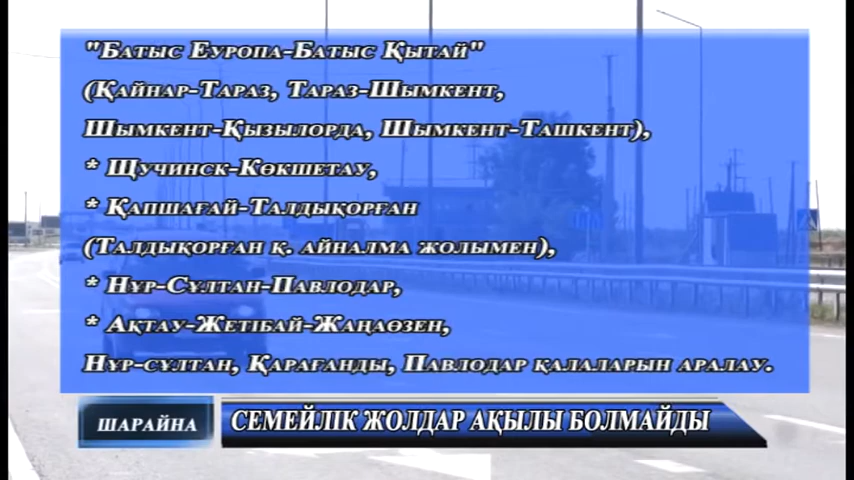 "Батыс Еуропа-Батыс Қытай"
(Қайнар-Тараз, Тараз-Шымкент,
Шымкент-Қызылорда, Шымкент-Ташкент),
* Щучинск-Көкшетау,
* Қапшағай-Талдықорған
(Талдықорған қ. айналма жолымен),
* Нұр-Сұлтан-Павлодар,
* Ақтау-Жетібай-Жаңаөзен,
Нұр-сұлтан, Қарағанды, Павлодар қалаларын аралау.
ШАРАЙНА
СЕМЕЙЛІК ЖОЛДАР АҚЫЛЫ БОЛМАЙДЫ